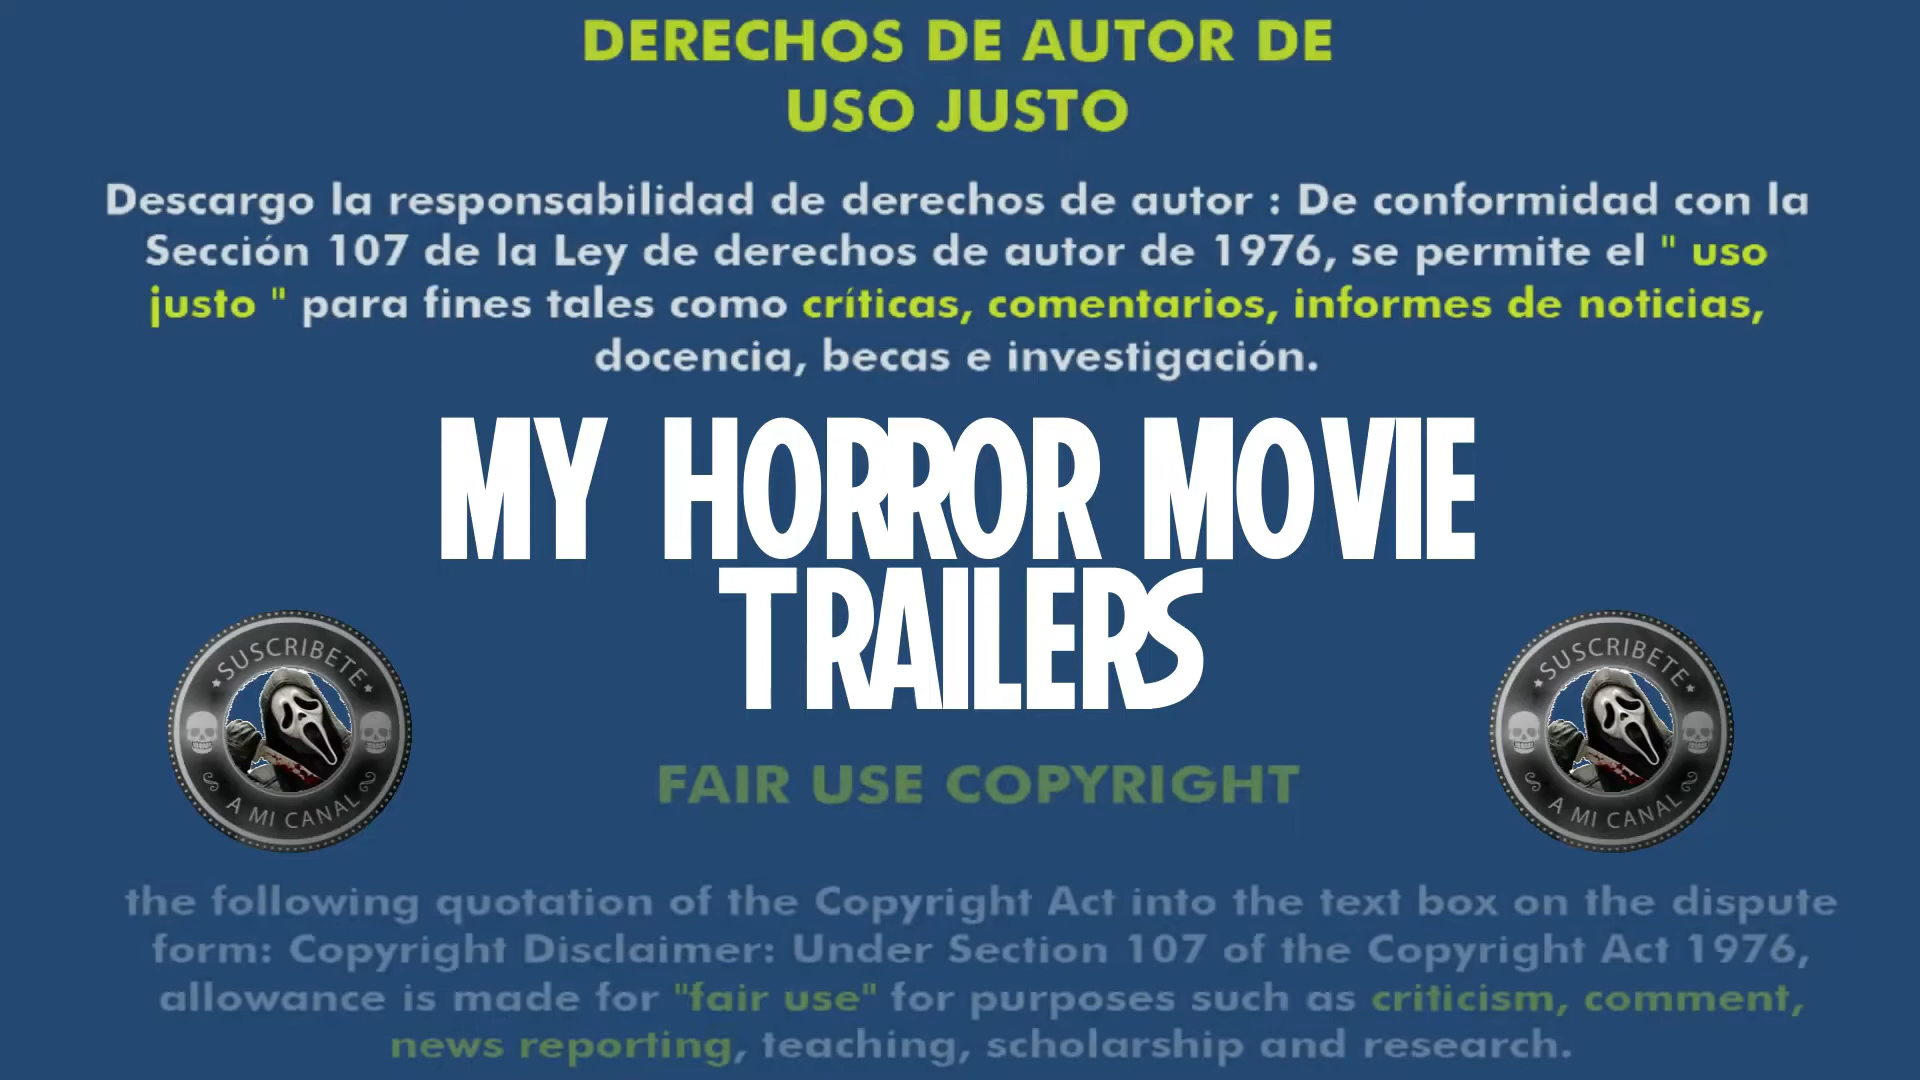 DERECHOS DE AUTOR DE
USO JUSTO
Descargo la responsabilidad de derechos de autor : De conformidad con la
Sección 107 de la Ley de derechos de autor de 1976, se permite el " uso
justo " para fines tales como críticas, comentarios, informes de noticias,
docencia, becas e investigación.
MY HORROR MOVIE
TRAILERS
SUSCRIBETE
A MI CANAL
SUSCRIBETE
A MI CANAL
FAIR USE COPYRIGHT
the following quotation of the Copyright Act into the text box on the dispute
form: Copyright Disclaimer: Under Section 107 of the Copyright Act 1976,
allowance is made for "fair use" for purposes such as criticism, comment,
news reporting, teaching, scholarship and research.